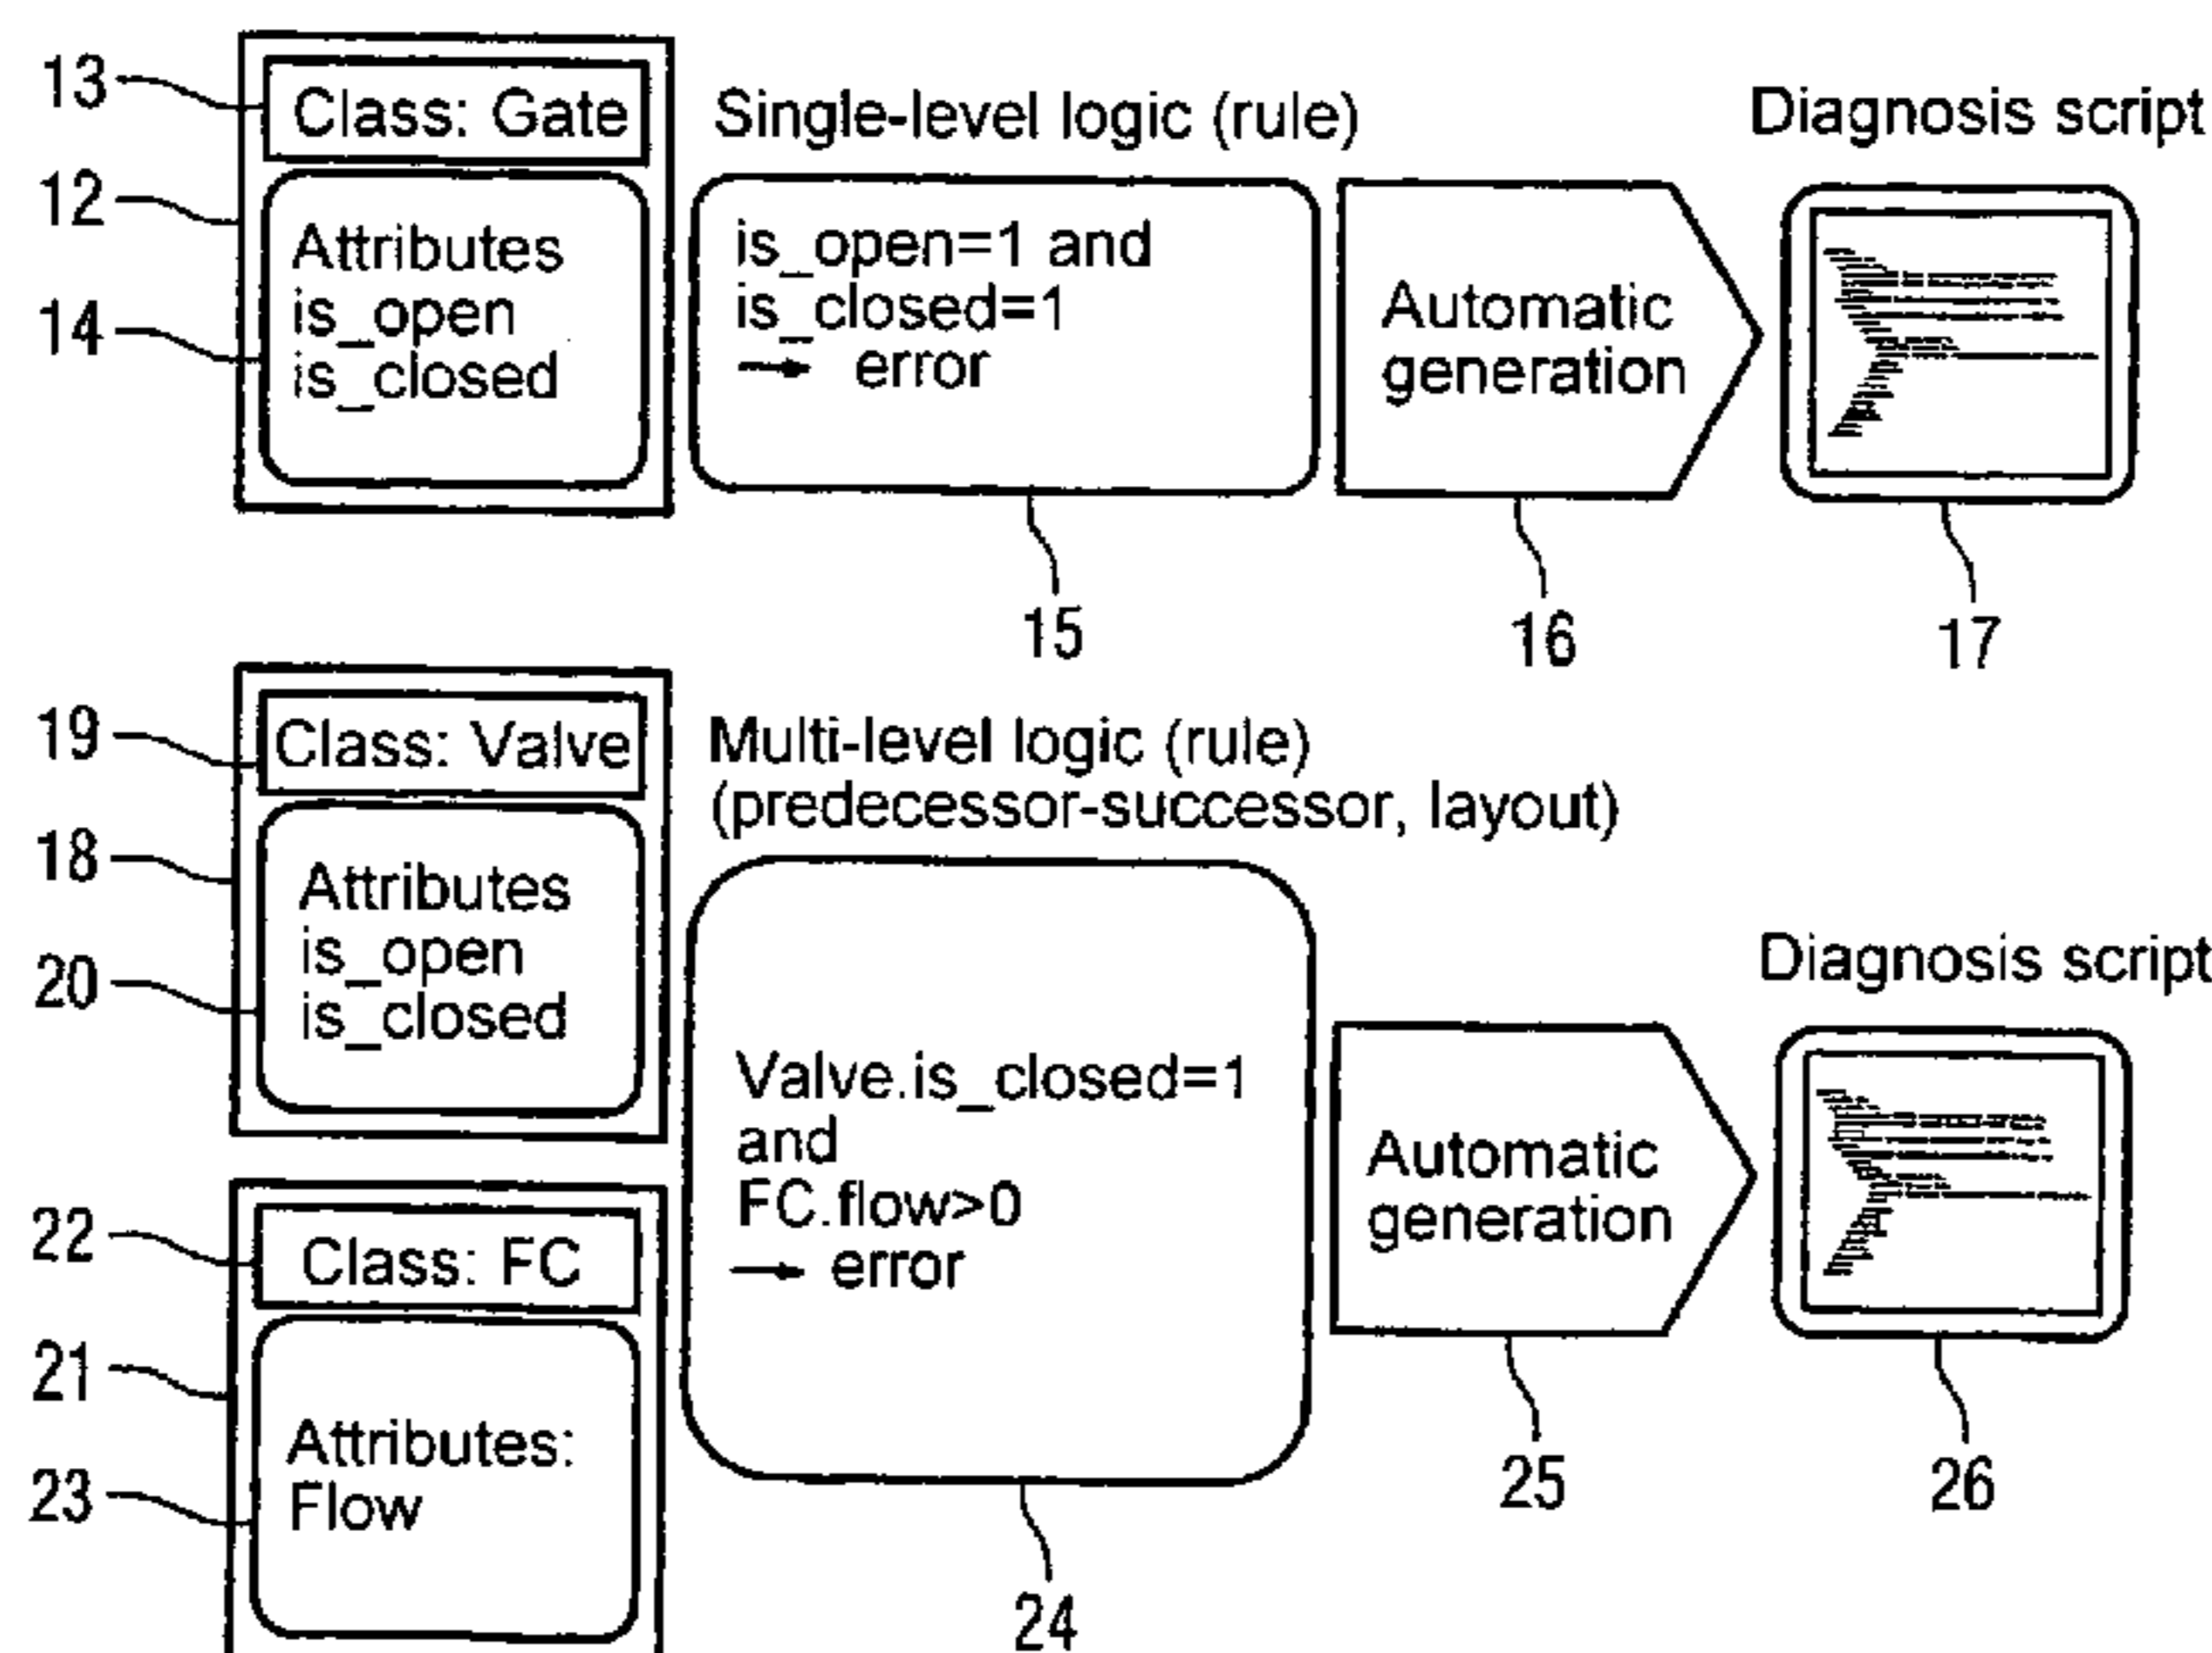 13
Class: Gate
Single-level logic (rule)
Diagnosis script
12
14
Attributes
is_open
is_closed
is_open=1 and
is_closed=1
→ error
Automatic
generation
15
16
17
19
Class: Valve
Multi-level logic (rule)
(predecessor-successor, layout)
18
20
Attributes
is_open
is_closed
Diagnosis script
Valve.is_closed=1
and
FC.flow>0
→ error
Automatic
generation
22
Class: FC
21
23
Attributes:
Flow
24
25
26